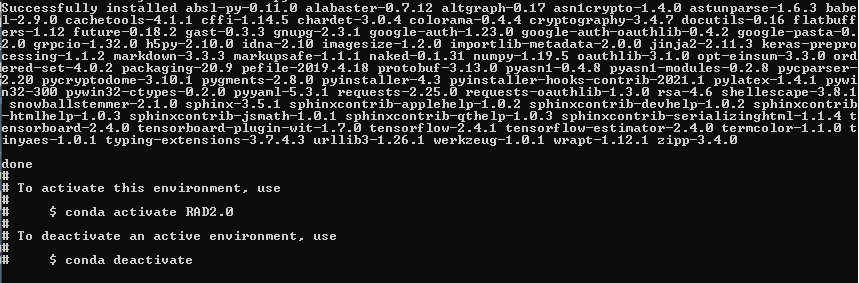 Successfully installed absl-py-0.11.0 alabaster-0.7.12 altgraph-0.17 asn1crypto-1.4.0 astunparse-1.6.3 babe
l-2.9.0 cachetools-4.1.1 cffi-1.14.5 chardet-3.0.4 colorama-0.4.4 cryptography-3.4.7 docutils-0.16 flatbuff
ers-1.12 future-0.18.2 gast-0.3.3 gnupg-2.3.1 google-auth-1.23.0 google-auth-oauthlib-0.4.2 google-pasta-0.
2.0 grpcio-1.32.0 h5py-2.10.0 idna-2.10 imagesize-1.2.0 importlib-metadata-2.0.0 jinja2-2.11.3 keras-prepro
cessing-1.1.2 markdown-3.3.3 markupsafe-1.1.1 naked-0.1.31 numpy-1.19.5 oauthlib-3.1.0 opt-einsum-3.3.0 ord
ered-set-4.0.2 packaging-20.9 pefile-2019.4.18 protobuf-3.13.0 pyasn1-0.4.8 pyasn1-modules-0.2.8 pycparser-
2.20 pycryptodome-3.10.1 pygments-2.8.0 pyinstaller-4.3 pyinstaller-hooks-contrib-2021.1 pylatex-1.4.1 pywi
n32-300 pywin32-ctypes-0.2.0 pyyaml-5.3.1 requests-2.25.0 requests-oauthlib-1.3.0 rsa-4.6 shellescape-3.8.1
snowballstemmer-2.1.0 sphinx-3.5.1 sphinxcontrib-applehelp-1.0.2 sphinxcontrib-devhelp-1.0.2 sphinxcontrib
-htmlhelp-1.0.3 sphinxcontrib-jsmath-1.0.1 sphinxcontrib-qthelp-1.0.3 sphinxcontrib-serializinghtml-1.1.4 t
ensorboard-2.4.0 tensorboard-plugin-wit-1.7.0 tensorflow-2.4.1 tensorflow-estimator-2.4.0 termcolor-1.1.0 t
inyaes-1.0.1 typing-extensions-3.7.4.3 urllib3-1.26.1 werkzeug-1.0.1 wrapt-1.12.1 zipp-3.4.0
done
#
# To activate this environment, use
#
#     $ conda activate RAD2.0
#
# To deactivate an active environment, use
#
#     $ conda deactivate